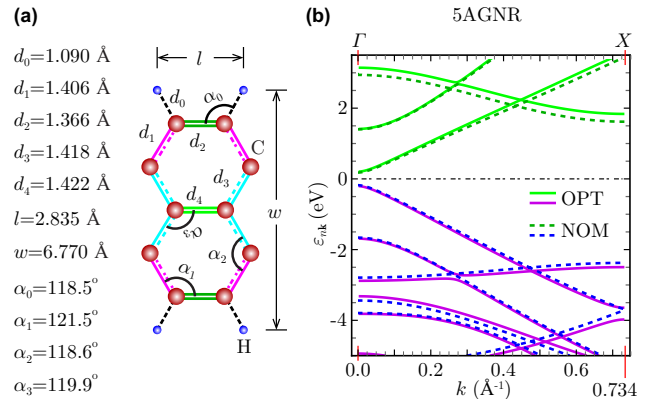 (a)
d₀=1.090 Å
d₁=1.406 Å
d₂=1.366 Å
d₃=1.418 Å
d₄=1.422 Å
l=2.835 Å
w=6.770 Å
α₀=118.5°
α₁=121.5°
α₂=118.6°
α₃=119.9°
l
d₀
α₀
d₁
d₂
C
d₃
d₄
w
α₃
α₂
α₁
H
(b)
5AGNR
Γ
X
2
0
-2
-4
εₙₖ (eV)
OPT
NOM
0.0
0.2
0.4
0.6
0.734
k (Å⁻¹)